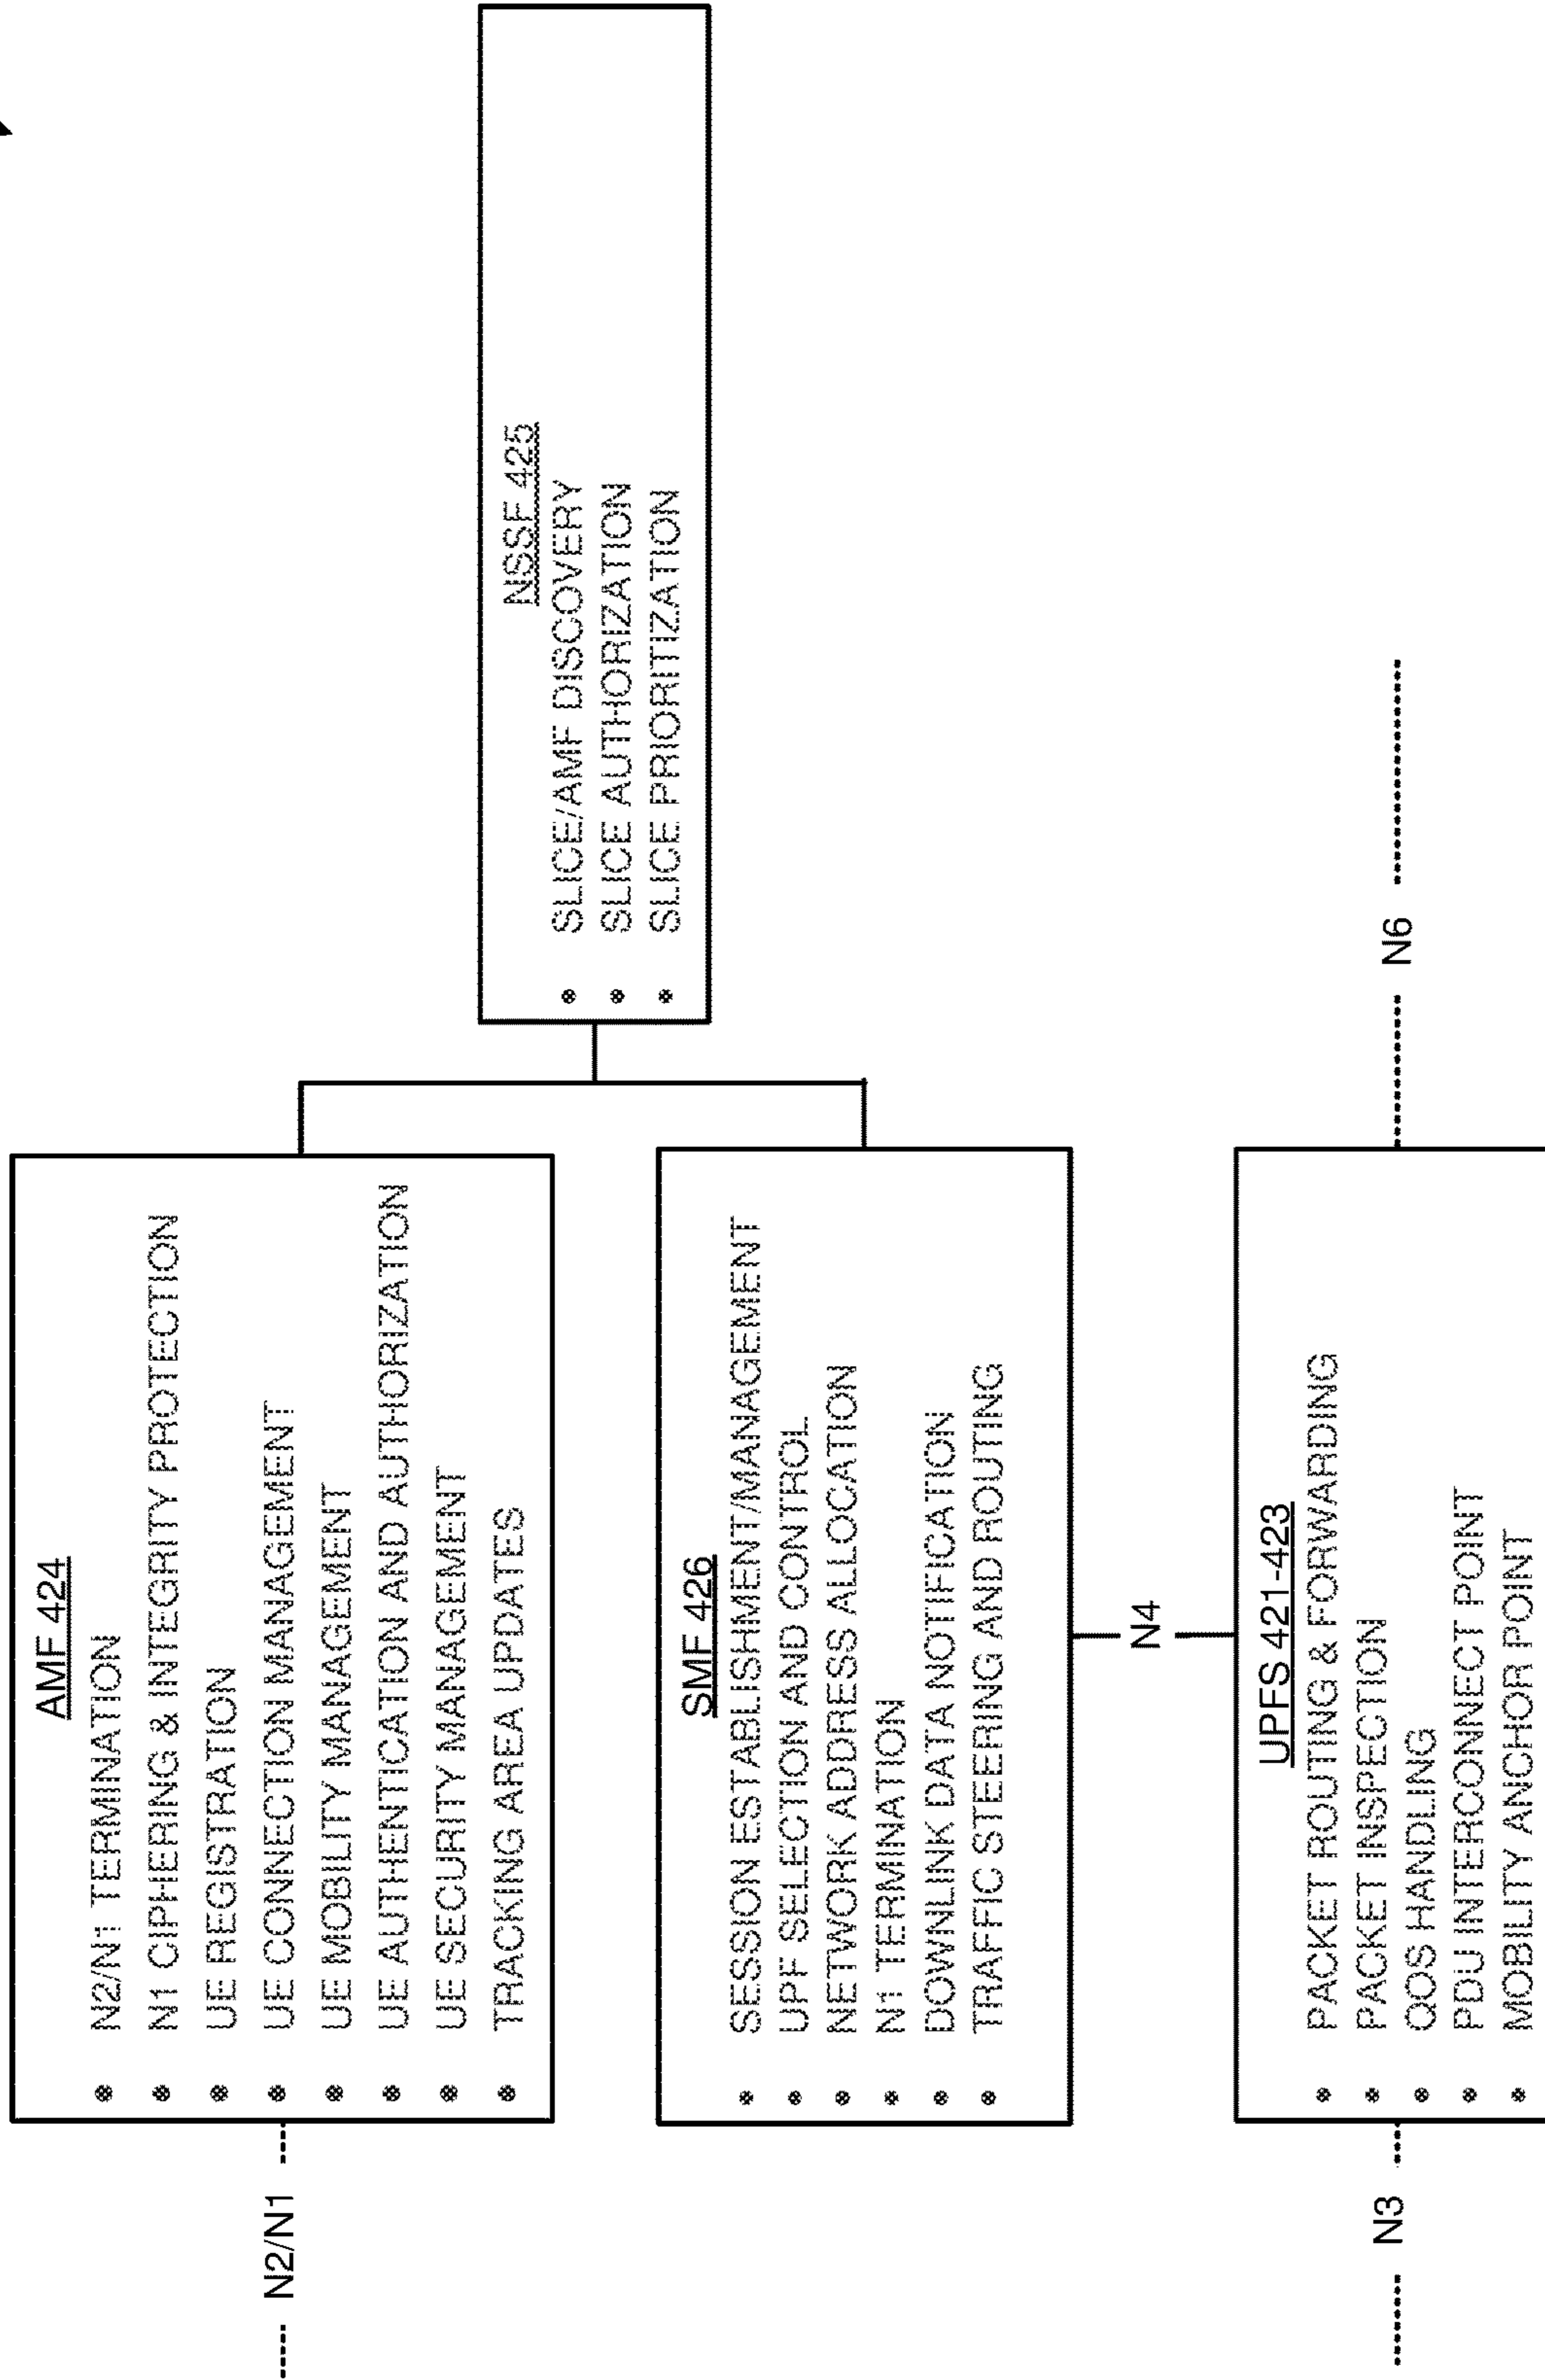 AMF 424
• N2/N1 TERMINATION
• N1 CIPHERING & INTEGRITY PROTECTION
• UE REGISTRATION
• UE CONNECTION MANAGEMENT
• UE MOBILITY MANAGEMENT
• UE AUTHENTICATION AND AUTHORIZATION
• UE SECURITY MANAGEMENT
• TRACKING AREA UPDATES
N2/N1
NSSF 425
• SLICE/AMF DISCOVERY
• SLICE AUTHORIZATION
• SLICE PRIORITIZATION
SMF 426
• SESSION ESTABLISHMENT/MANAGEMENT
• UPF SELECTION AND CONTROL
• NETWORK ADDRESS ALLOCATION
• N1 TERMINATION
• DOWNLINK DATA NOTIFICATION
• TRAFFIC STEERING AND ROUTING
N4
UPFS 421-423
• PACKET ROUTING & FORWARDING
• PACKET INSPECTION
• QOS HANDLING
• PDU INTERCONNECT POINT
• MOBILITY ANCHOR POINT
N3
N6